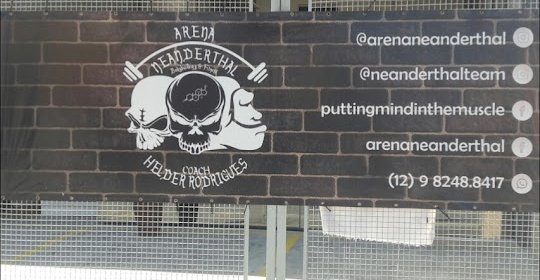 ARENA
NEANDERTHAL
COACH
HELDER RODRIGUES
@arenaneanderthal
@neanderthalteam
puttingmindinthemuscle
arenaneanderthal
(12) 9 8248.8417